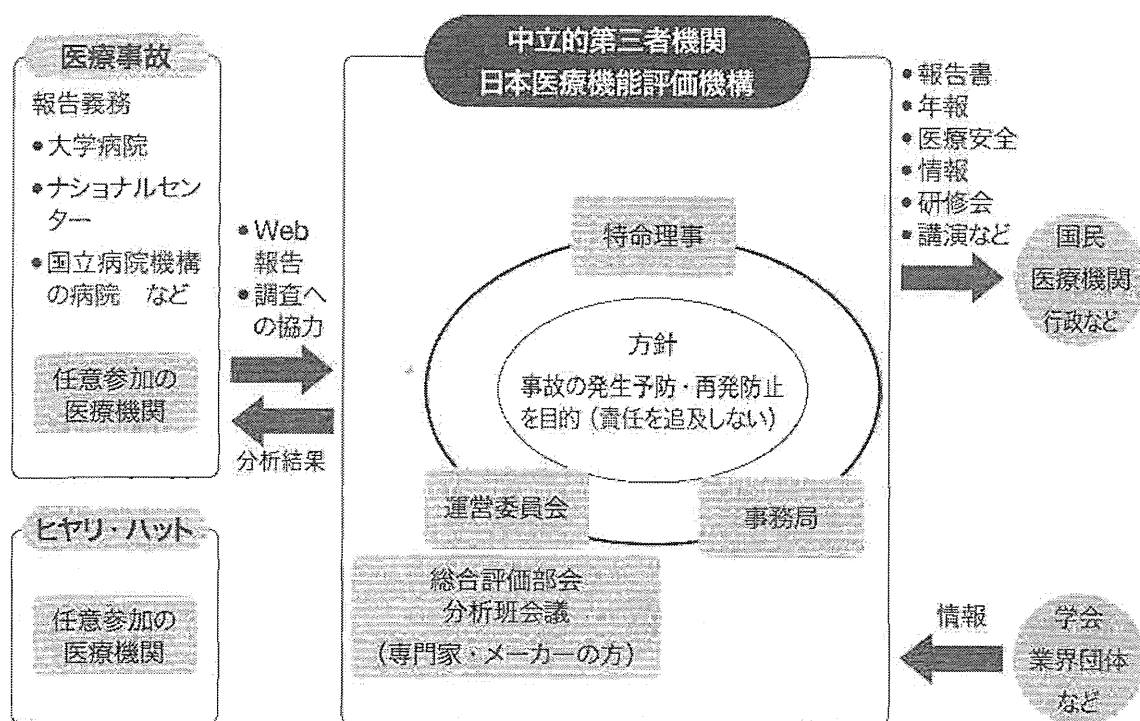 医療事故
報告義務
•大学病院
•ナショナルセン
ター
•国立病院機構
の病院 など
任意参加の
医療機関
ヒヤリ・ハット
任意参加の
医療機関
•Web
報告
•調査へ
の協力
分析結果
中立的第三者機関
日本医療機能評価機構
特命理事
方針
事故の発生予防・再発防止
を目的(責任を追及しない)
運営委員会
事務局
総合評価部会
分析班会議
(専門家・メーカーの方)
•報告書
•年報
•医療安全
•情報
•研修会
•講演など
国民
医療機関
行政など
情報
学会
業界団体
など